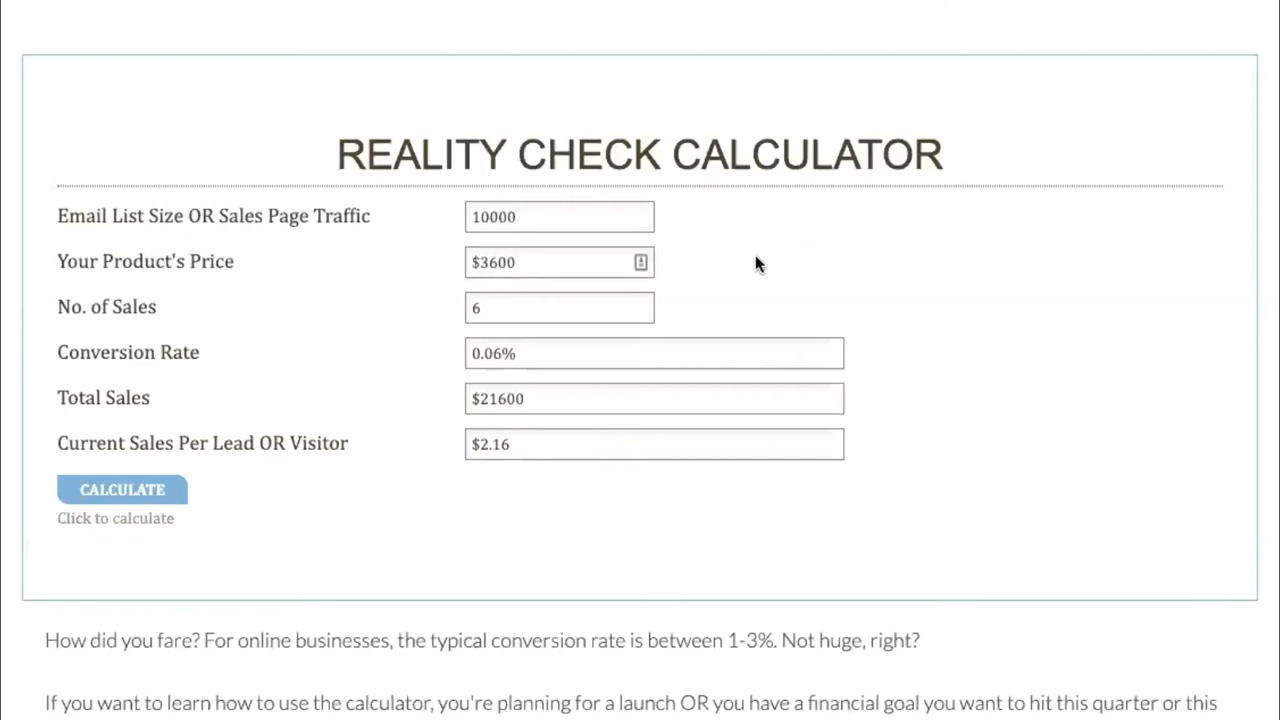 REALITY CHECK CALCULATOR
Email List Size OR Sales Page Traffic 10000
Your Product's Price $3600
No. of Sales 6
Conversion Rate 0.06%
Total Sales $21600
Current Sales Per Lead OR Visitor $2.16
CALCULATE
Click to calculate
How did you fare? For online businesses, the typical conversion rate is between 1-3%. Not huge, right?
If you want to learn how to use the calculator, you're planning for a launch OR you have a financial goal you want to hit this quarter or this